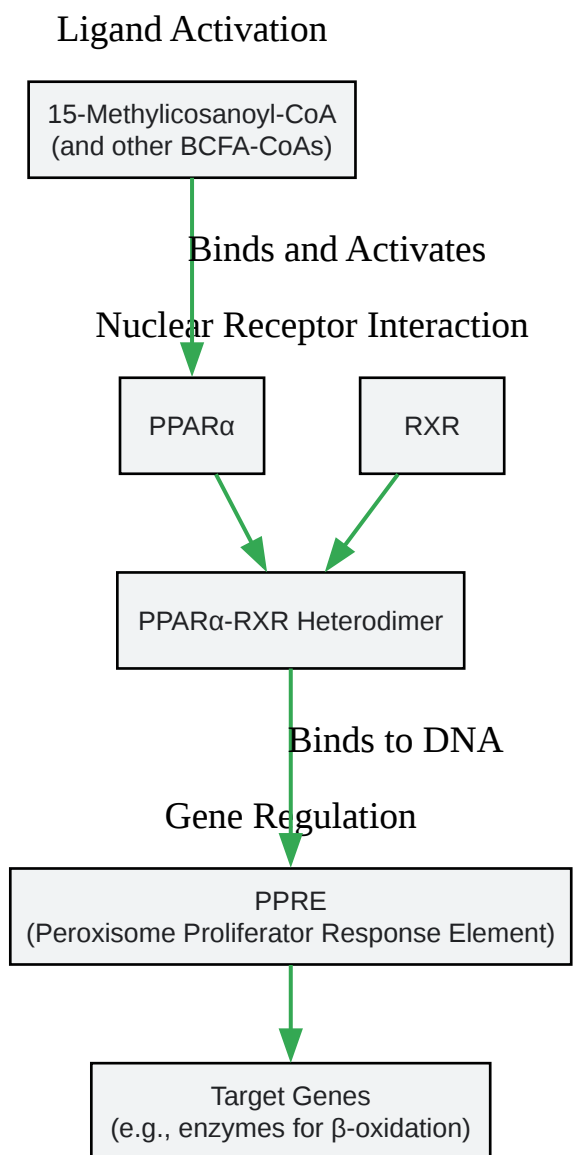 Ligand Activation
15-Methylicosanoyl-CoA
(and other BCFA-CoAs)
Binds and Activates
Nuclear Receptor Interaction
PPARα
RXR
PPARα-RXR Heterodimer
Binds to DNA
Gene Regulation
PPRE
(Peroxisome Proliferator Response Element)
Target Genes
(e.g., enzymes for β-oxidation)